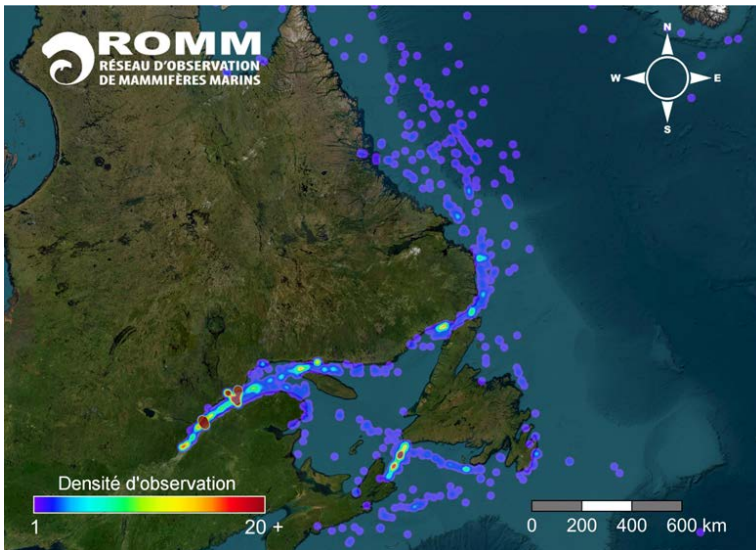 ROMM
RÉSEAU D'OBSERVATION
DE MAMMIFÈRES MARINS
N
W E
S
Densité d'observation
1 20 +
0 200 400 600 km